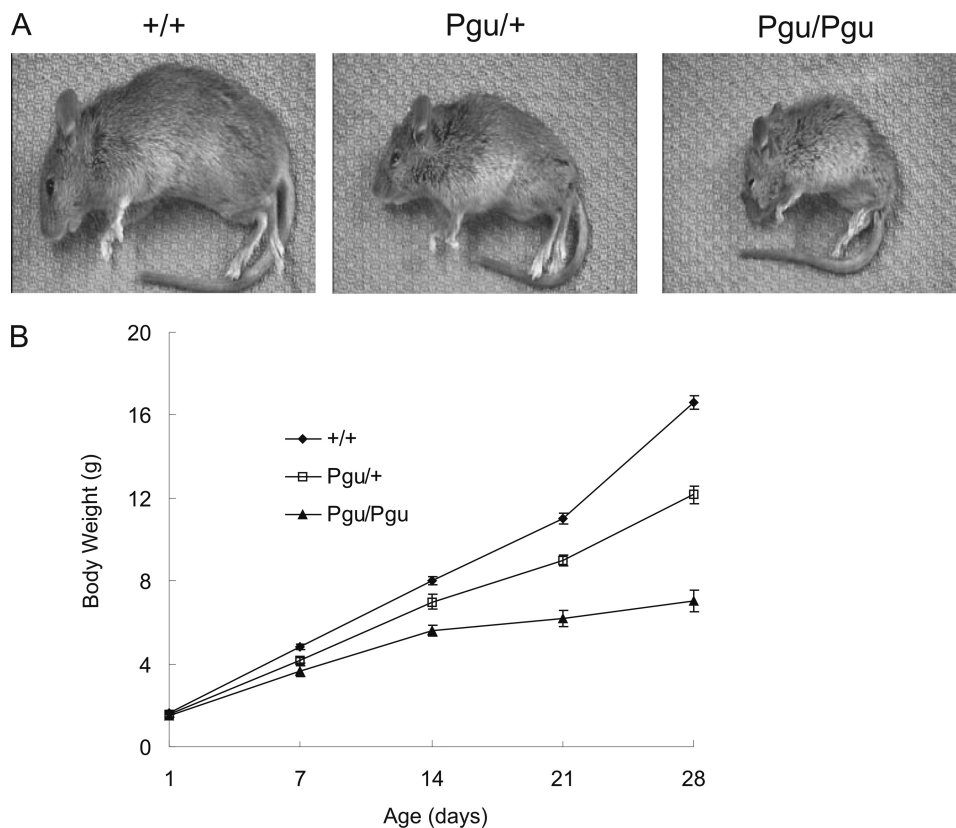 A
+/+
Pgu/+
Pgu/Pgu
B
20
16
12
8
4
0
+/+
Pgu/+
Pgu/Pgu
Body Weight (g)
1 7 14 21 28
Age (days)